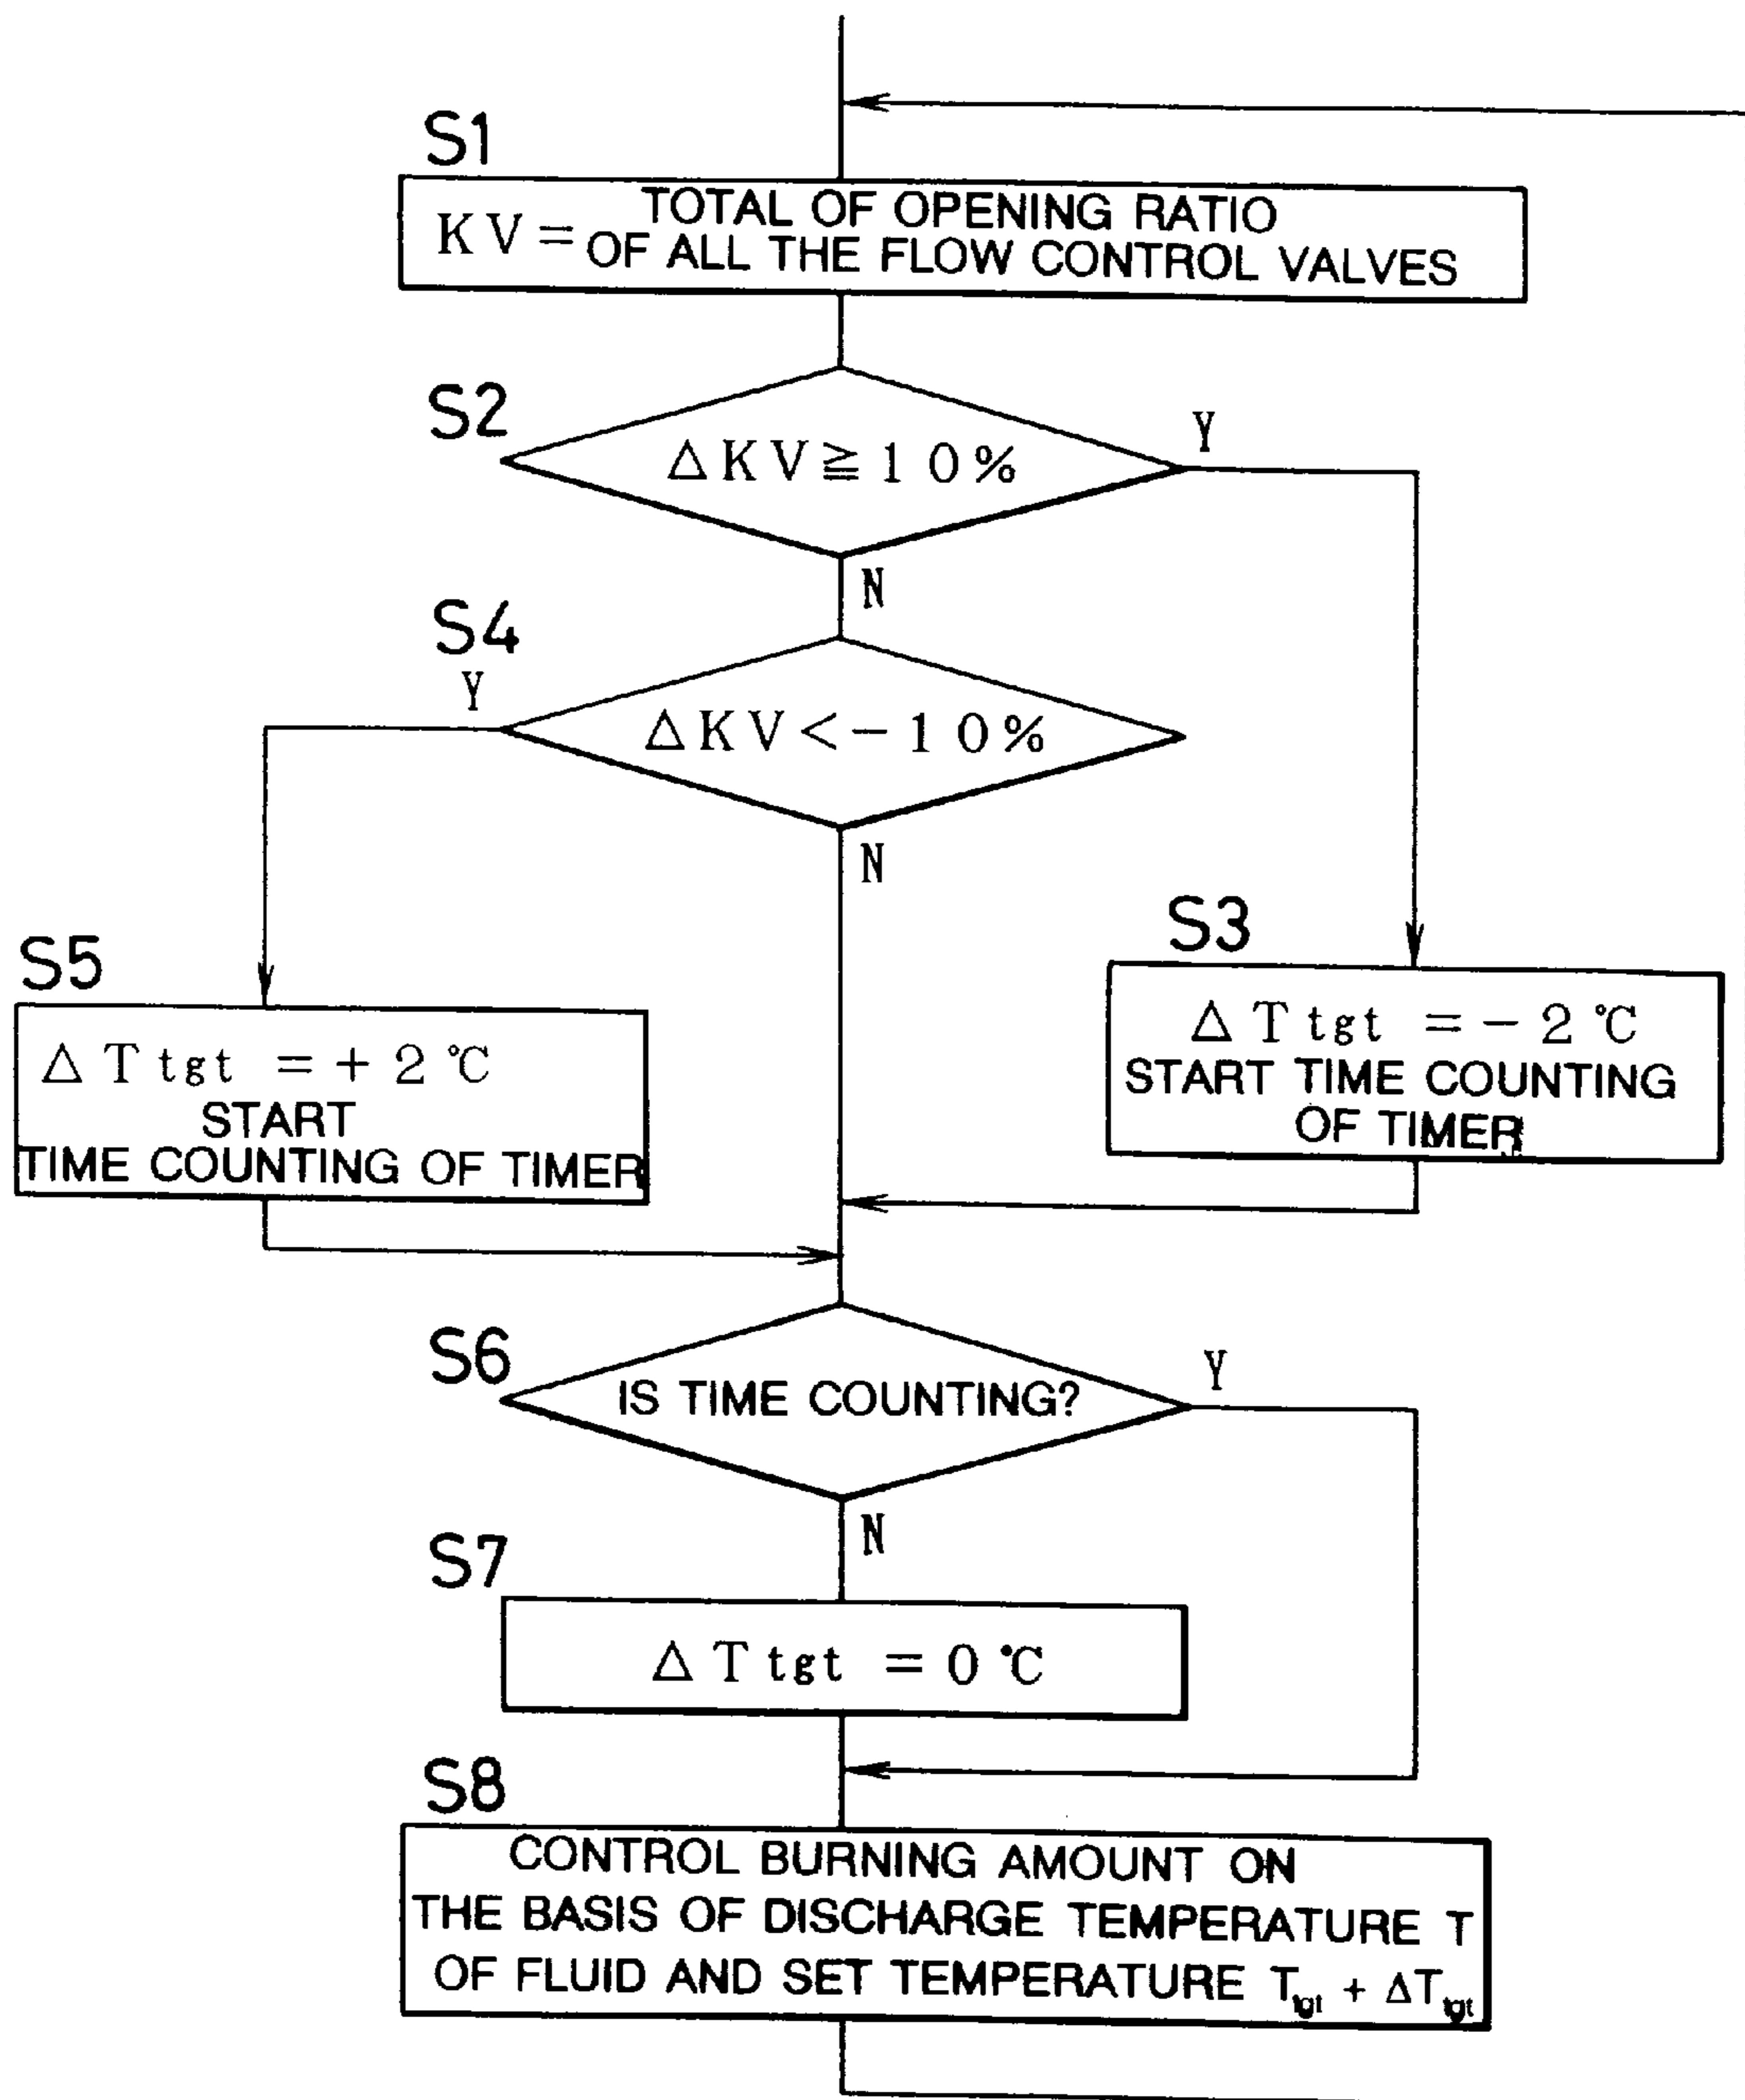 S1
TOTAL OF OPENING RATIO
KV=
OF ALL THE FLOW CONTROL VALVES
S2
ΔKV≧10%
Y
N
S4
Y
ΔKV<-10%
N
S5
ΔTtgt =+2℃
START
TIME COUNTING OF TIMER
S3
ΔTtgt =-2℃
START TIME COUNTING
OF TIMER
S6
IS TIME COUNTING?
Y
N
S7
ΔTtgt =0℃
S8
CONTROL BURNING AMOUNT ON
THE BASIS OF DISCHARGE TEMPERATURE T
OF FLUID AND SET TEMPERATURE Ttgt + ΔTtgt